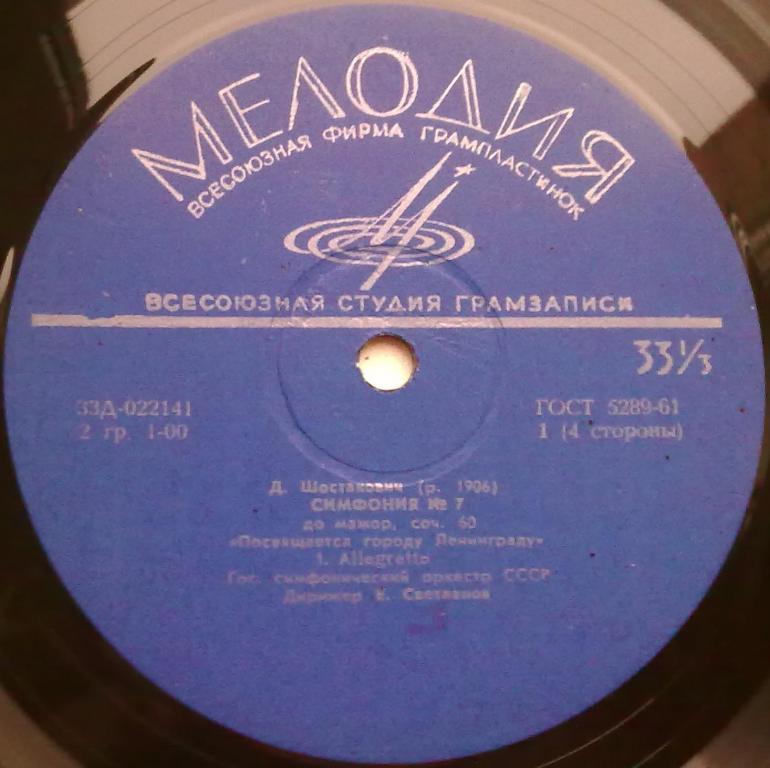 МЕЛОДИЯ
ВСЕСОЮЗНАЯ ФИРМА ГРАМПЛАСТИНОК
ВСЕСОЮЗНАЯ СТУДИЯ ГРАМЗАПИСИ
33⅓
33Д-022141
ГОСТ 5289-61
2 гр. 1-00
1 (4 стороны)
Д. Шостакович (р. 1906)
СИМФОНИЯ № 7
до мажор, соч. 60
«Посвящается городу Ленинграду»
1. Allegretto
Гос. симфонический оркестр СССР
Дирижер Е. Светланов